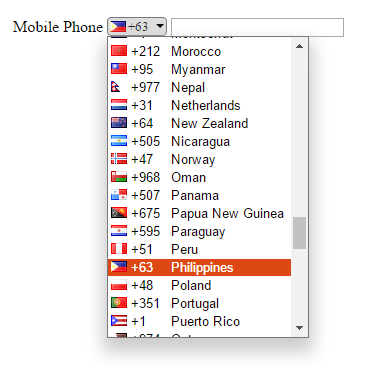 Mobile Phone +63
+212 Morocco
+95 Myanmar
+977 Nepal
+31 Netherlands
+64 New Zealand
+505 Nicaragua
+47 Norway
+968 Oman
+507 Panama
+675 Papua New Guinea
+595 Paraguay
+51 Peru
+63 Philippines
+48 Poland
+351 Portugal
+1 Puerto Rico